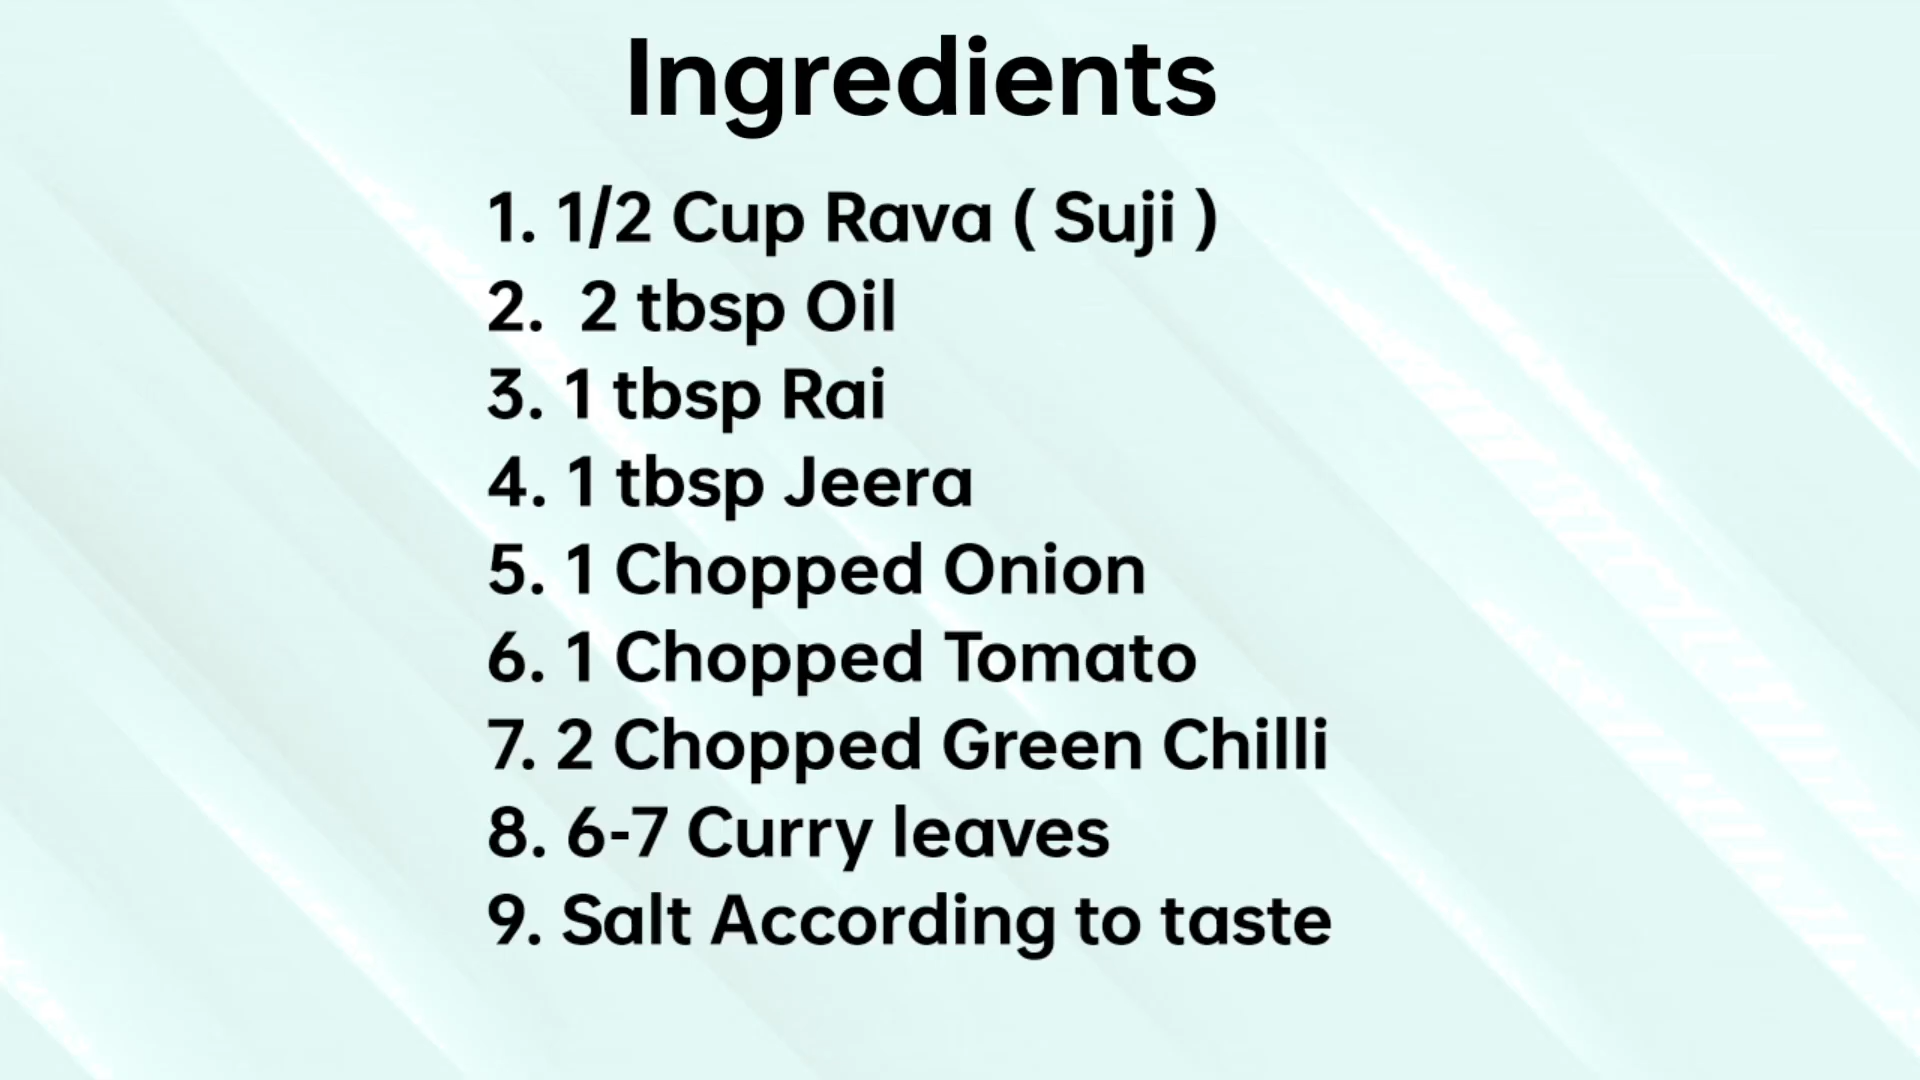 Ingredients
1. 1/2 Cup Rava ( Suji )
2.  2 tbsp Oil
3. 1 tbsp Rai
4. 1 tbsp Jeera
5. 1 Chopped Onion
6. 1 Chopped Tomato
7. 2 Chopped Green Chilli
8. 6-7 Curry leaves
9. Salt According to taste